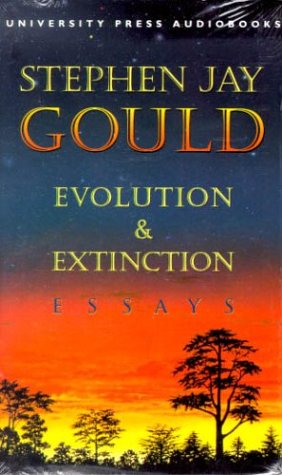 UNIVERSITY PRESS AUDIOBOOKS
STEPHEN JAY
GOULD
EVOLUTION
&
EXTINCTION
ESSAYS